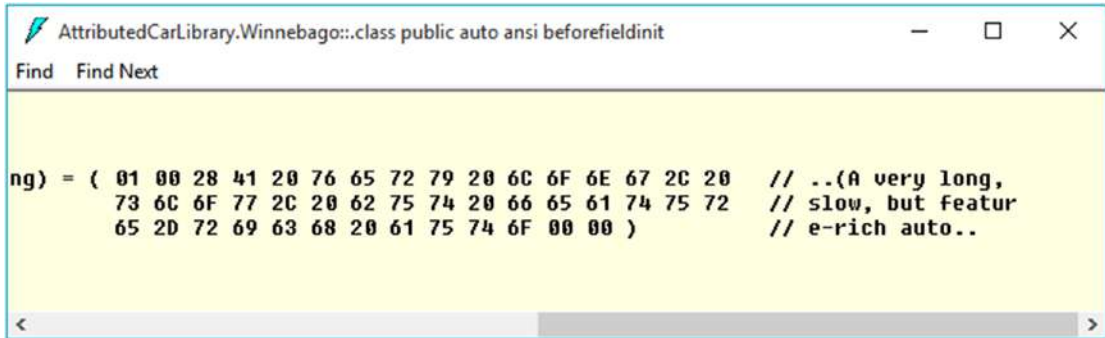 AttributedCarLibrary.Winnebago::.class public auto ansi beforefieldinit
Find Find Next
ng) = ( 01 00 28 41 20 76 65 72 79 20 6C 6F 6E 67 2C 20 // ..(A very long,
73 6C 6F 77 2C 20 62 75 74 20 66 65 61 74 75 72 // slow, but featur
65 2D 72 69 63 68 20 61 75 74 6F 00 00 ) // e-rich auto..